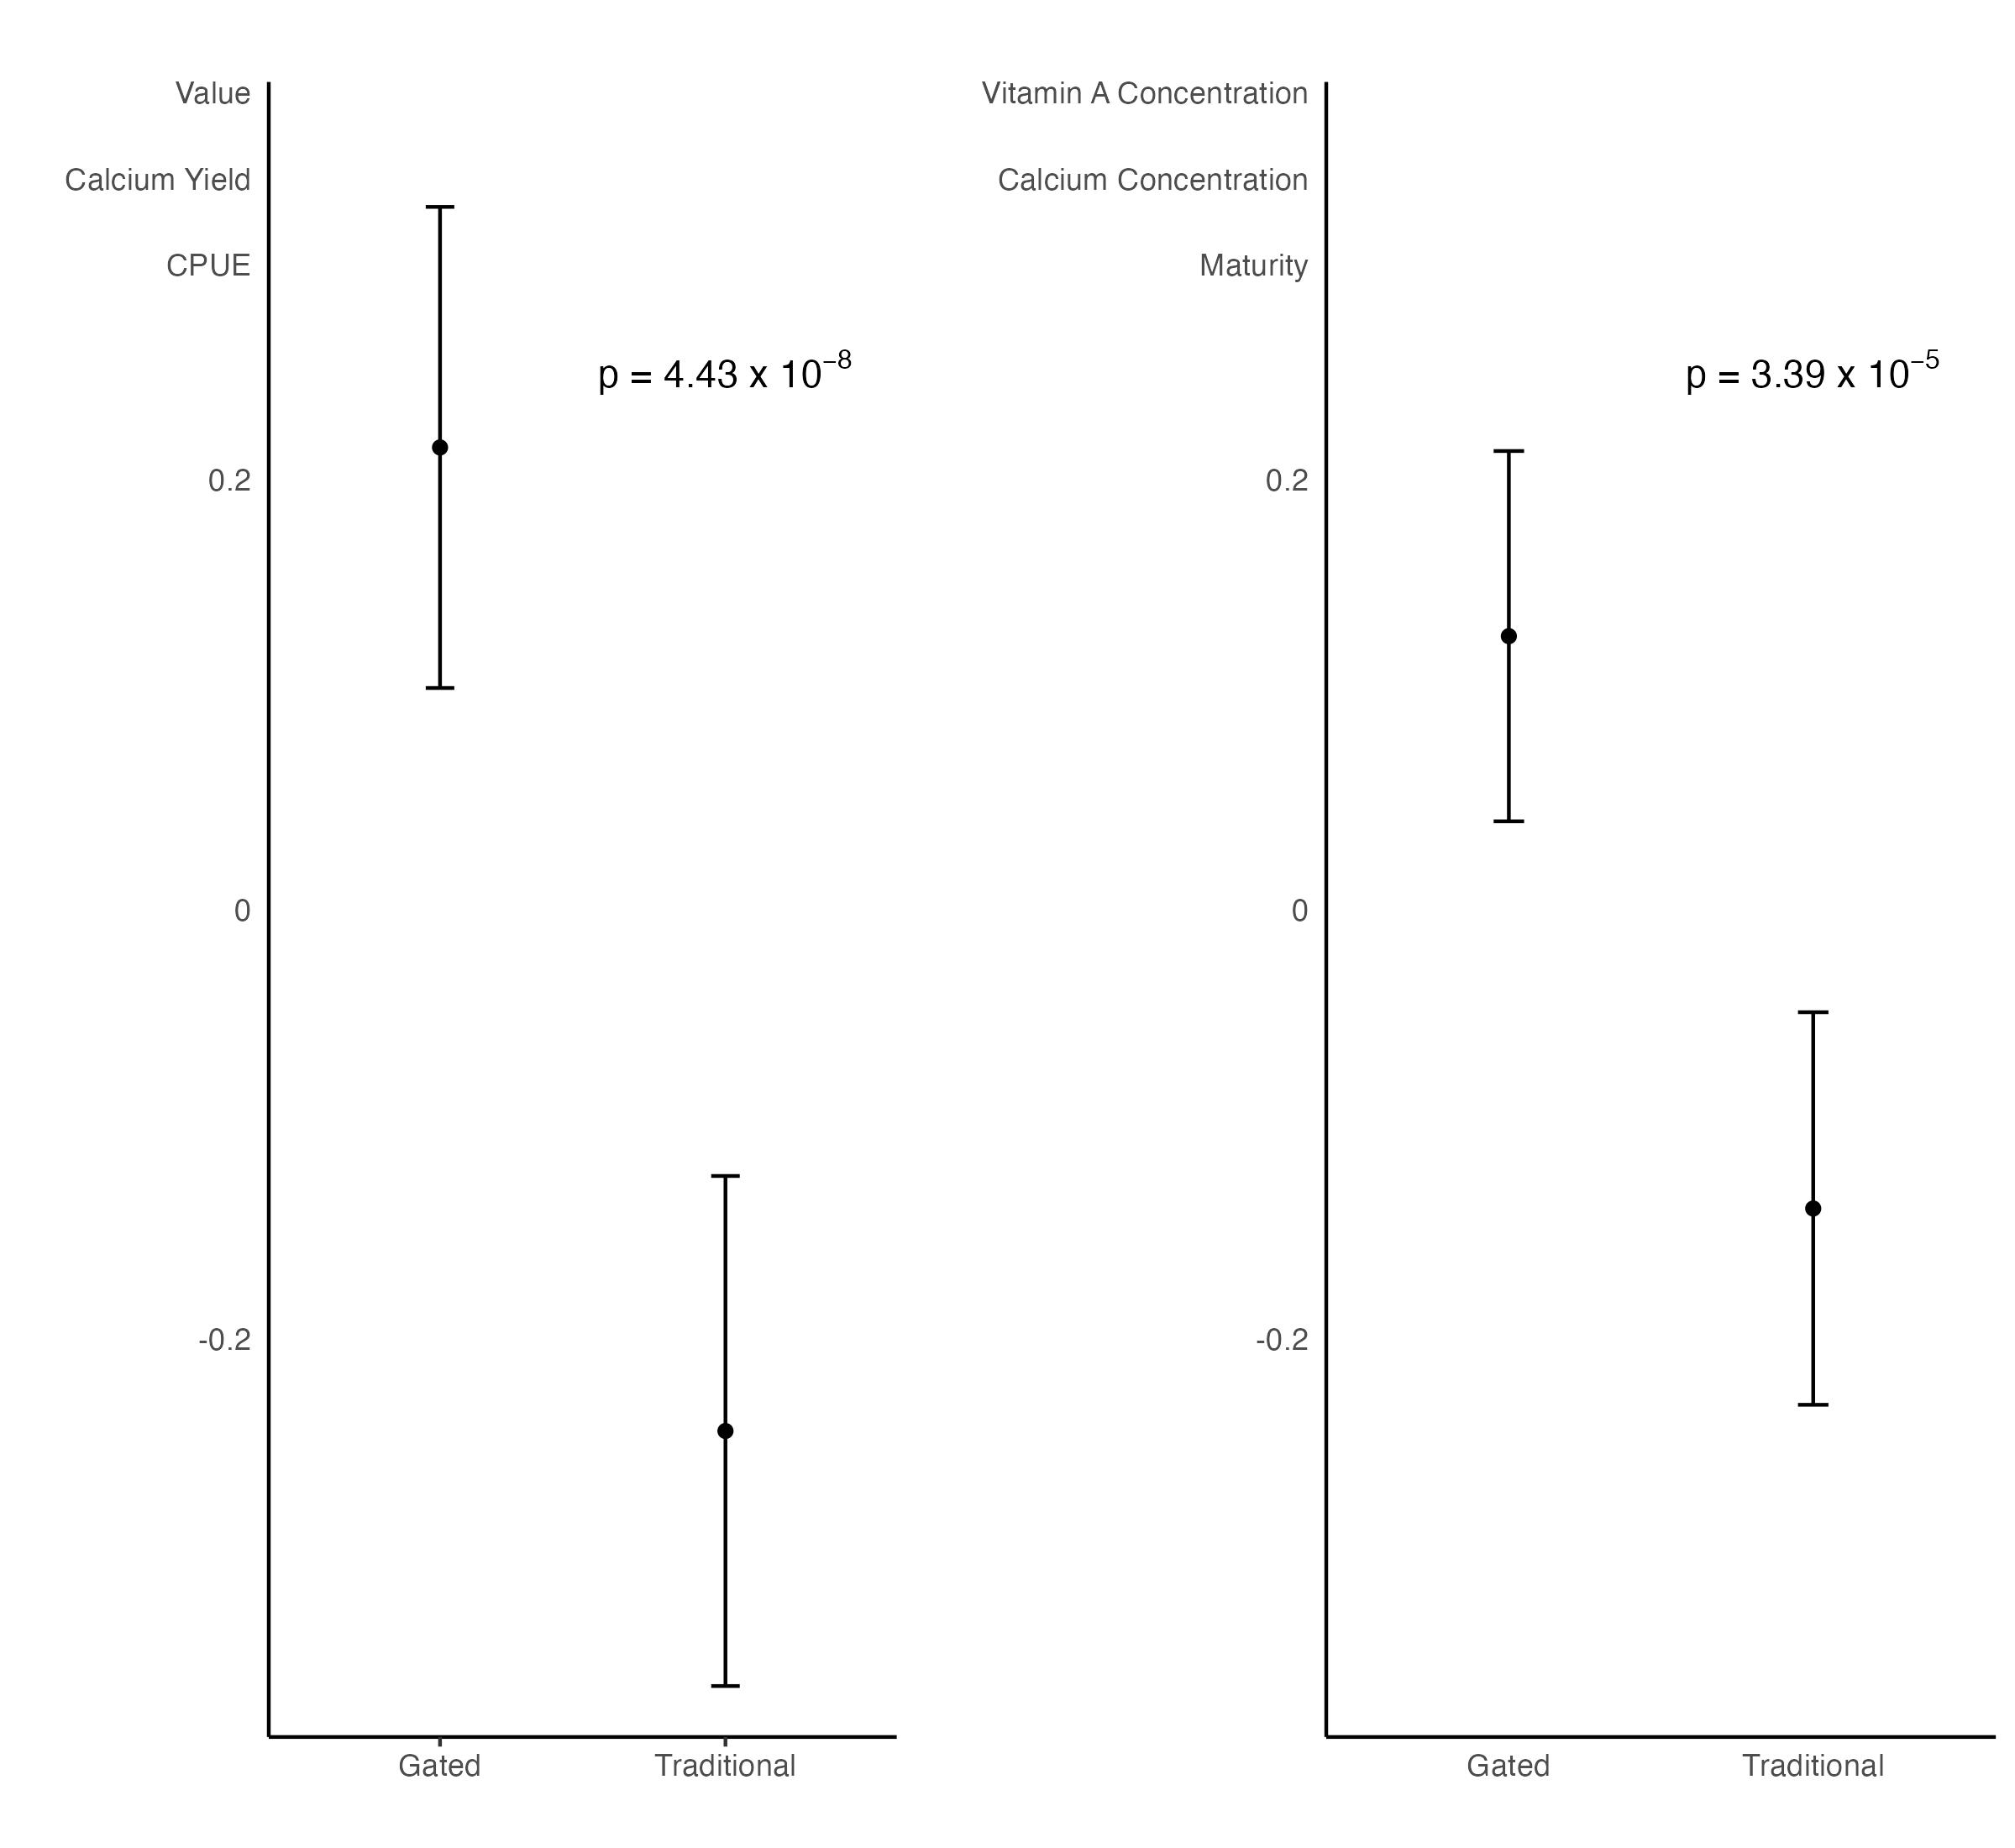 Value
Calcium Yield
CPUE
p = 4.43 x 10⁻⁸
0.2
0
-0.2
Gated Traditional
Vitamin A Concentration
Calcium Concentration
Maturity
p = 3.39 x 10⁻⁵
0.2
0
-0.2
Gated Traditional